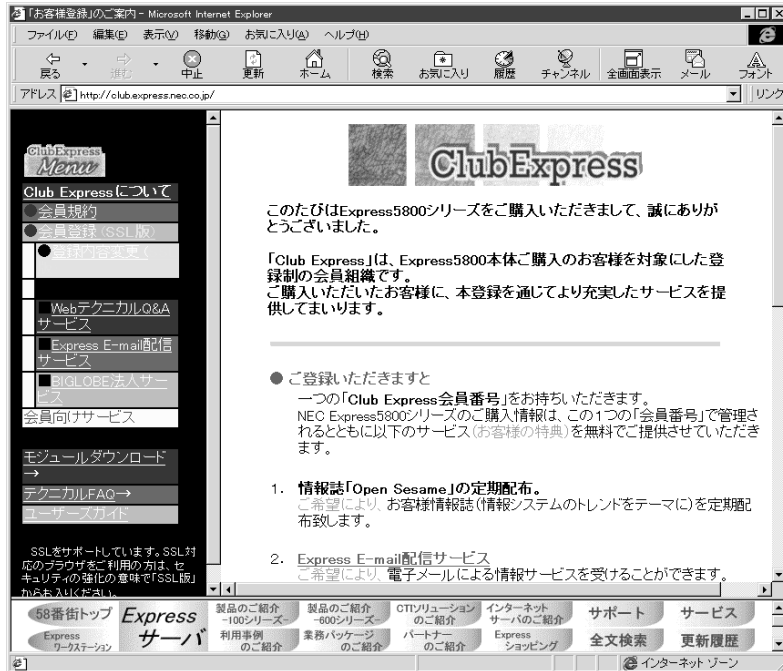 「お客様登録」のご案内 - Microsoft Internet Explorer
ファイル(F) 編集(E) 表示(V) 移動(G) お気に入り(A) ヘルプ(H)
戻る 進む 中止 更新 ホーム 検索 お気に入り 履歴 チャンネル 全画面表示 メール フォント
アドレス http://club.express.nec.co.jp/ リンク
ClubExpress
Menu
Club Expressについて
●会員規約
●会員登録(SSL版)
●登録内容変更(
■WebテクニカルQ&A
サービス
■Express E-mail配信
サービス
■BIGLOBE法人サー
ビス
会員向けサービス
モジュールダウンロード
→
テクニカルFAQ→
ユーザーズガイド
SSLをサポートしています。SSL対
応のブラウザをご利用の方は、セ
キュリティの強化の意味で「SSL版」
からお入りください。
ClubExpress
このたびはExpress5800シリーズをご購入いただきまして、誠にありが
とうございました。
「Club Express」は、Express5800本体ご購入のお客様を対象にした登
録制の会員組織です。
ご購入いただいたお客様に、本登録を通じてより充実したサービスを提
供してまいります。
● ご登録いただきますと
一つの「Club Express会員番号」をお持ちいただきます。
NEC Express5800シリーズのご購入情報は、この1つの「会員番号」で管理さ
れるとともに以下のサービス(お客様の特典)を無料でご提供させていただき
ます。
1. 情報誌「Open Sesame」の定期配布。
ご希望により、お客様情報誌(情報システムのトレンドをテーマに)を定期配
布致します。
2. Express E-mail配信サービス
ご希望により、電子メールによる情報サービスを受けることができます。
58番街トップ
Express
ワークステーション
Express
サーバ
製品のご紹介
-100シリーズ-
製品のご紹介
-600シリーズ-
CTIソリューション
のご紹介
インターネット
サーバのご紹介
サポート
サービス
利用事例
のご紹介
業務パッケージ
のご紹介
パートナー
のご紹介
Express
ショッピング
全文検索
更新履歴
インターネット ゾーン